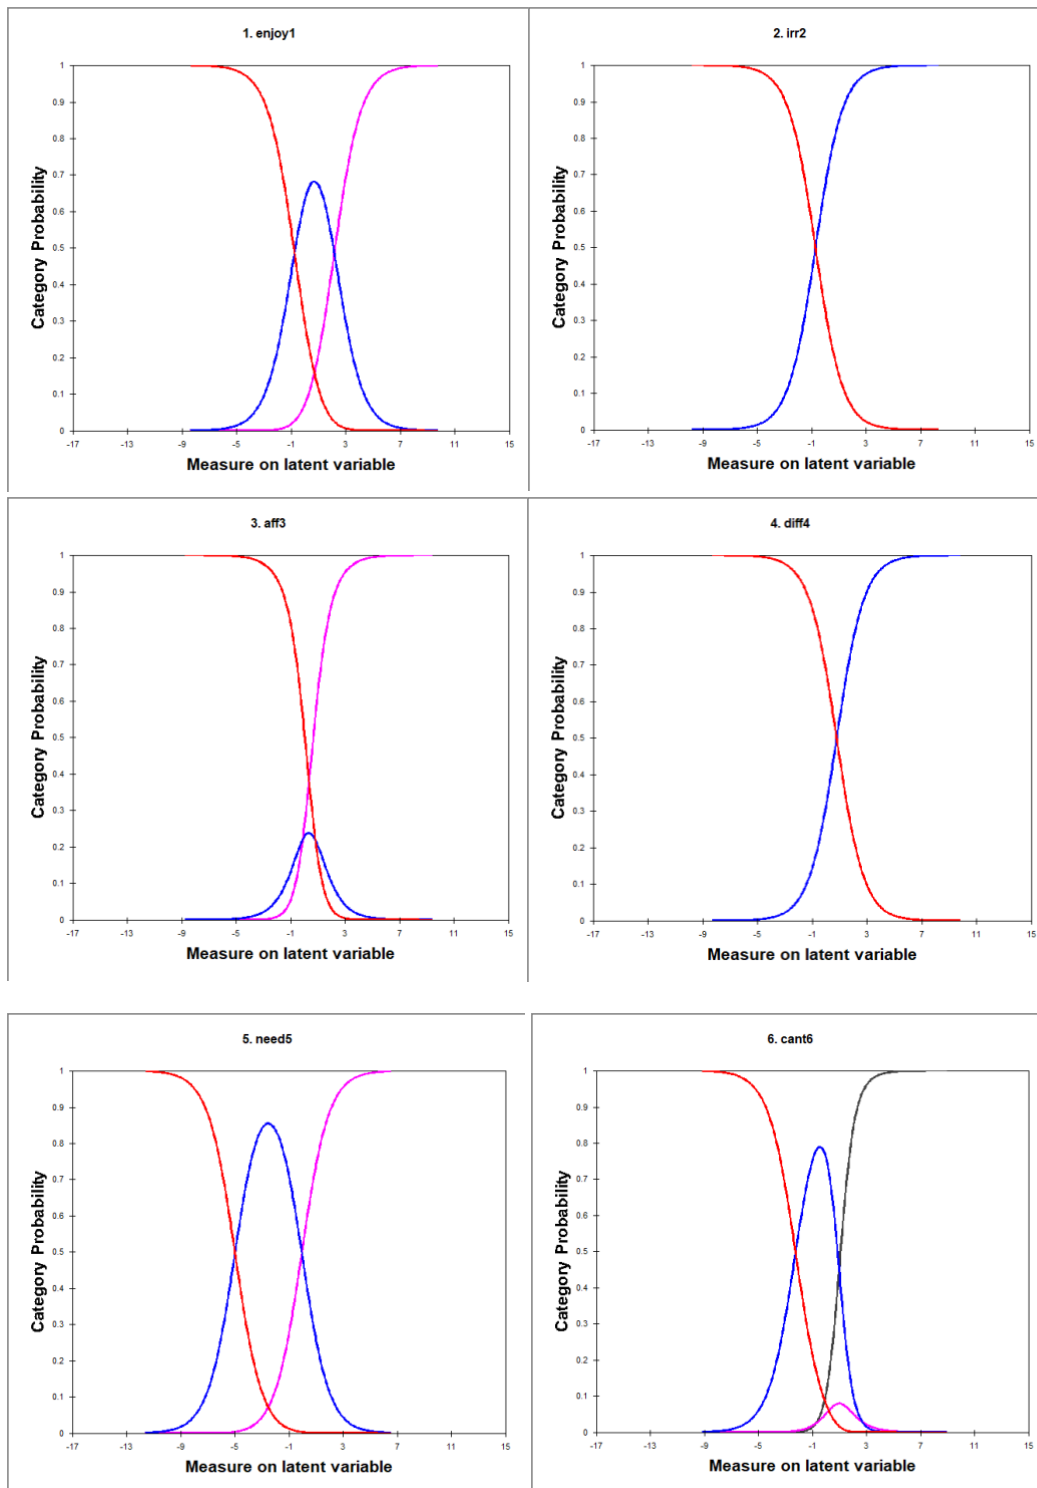 1. enjoy1
Category Probability
1
0.9
0.8
0.7
0.6
0.5
0.4
0.3
0.2
0.1
0
-17 -13 -9 -5 -1 3 7 11 15
Measure on latent variable
2. irr2
Category Probability
1
0.9
0.8
0.7
0.6
0.5
0.4
0.3
0.2
0.1
0
-17 -13 -9 -5 -1 3 7 11 15
Measure on latent variable
3. aff3
Category Probability
1
0.9
0.8
0.7
0.6
0.5
0.4
0.3
0.2
0.1
0
-17 -13 -9 -5 -1 3 7 11 15
Measure on latent variable
4. diff4
Category Probability
1
0.9
0.8
0.7
0.6
0.5
0.4
0.3
0.2
0.1
0
-17 -13 -9 -5 -1 3 7 11 15
Measure on latent variable
5. need5
Category Probability
1
0.9
0.8
0.7
0.6
0.5
0.4
0.3
0.2
0.1
0
-17 -13 -9 -5 -1 3 7 11 15
Measure on latent variable
6. cant6
Category Probability
1
0.9
0.8
0.7
0.6
0.5
0.4
0.3
0.2
0.1
0
-17 -13 -9 -5 -1 3 7 11 15
Measure on latent variable